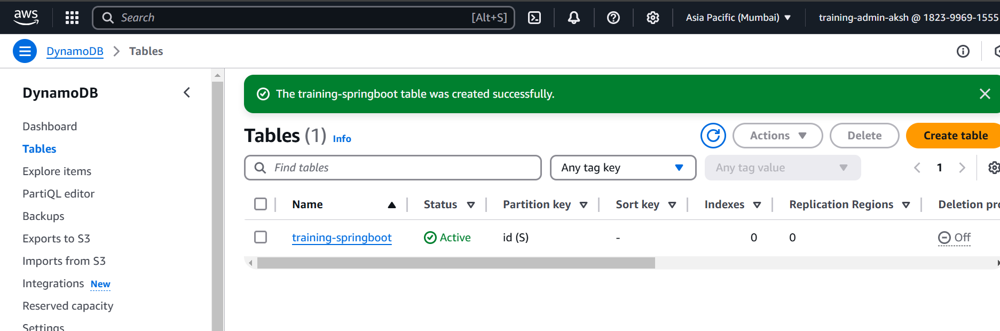 aws
Search [Alt+S] Asia Pacific (Mumbai) training-admin-aksh @ 1823-9969-1555
DynamoDB Tables
DynamoDB
Dashboard
Tables
Explore items
PartiQL editor
Backups
Exports to S3
Imports from S3
Integrations New
Reserved capacity
Settings
The training-springboot table was created successfully.
Tables (1) Info
Actions Delete Create table
Find tables Any tag key Any tag value 1
Name Status Partition key Sort key Indexes Replication Regions Deletion pro
training-springboot Active id (S) - 0 0 Off